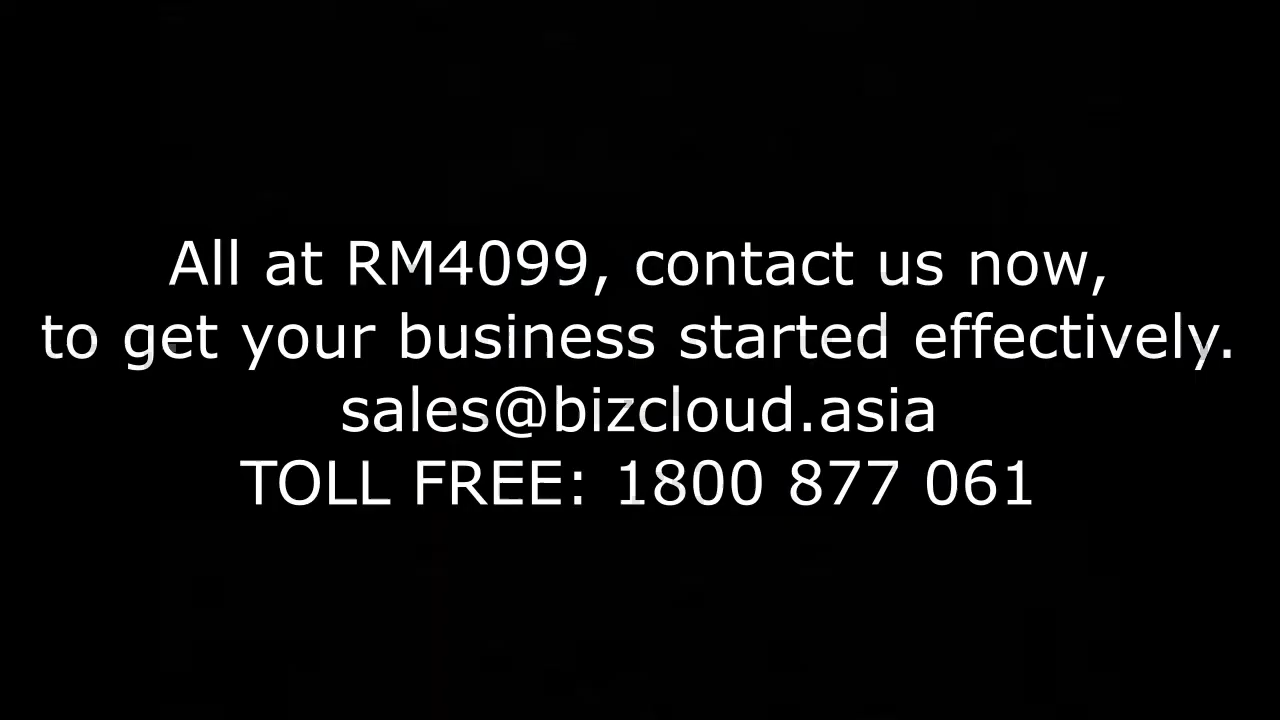 All at RM4099, contact us now,
to get your business started effectively.
sales@bizcloud.asia
TOLL FREE: 1800 877 061